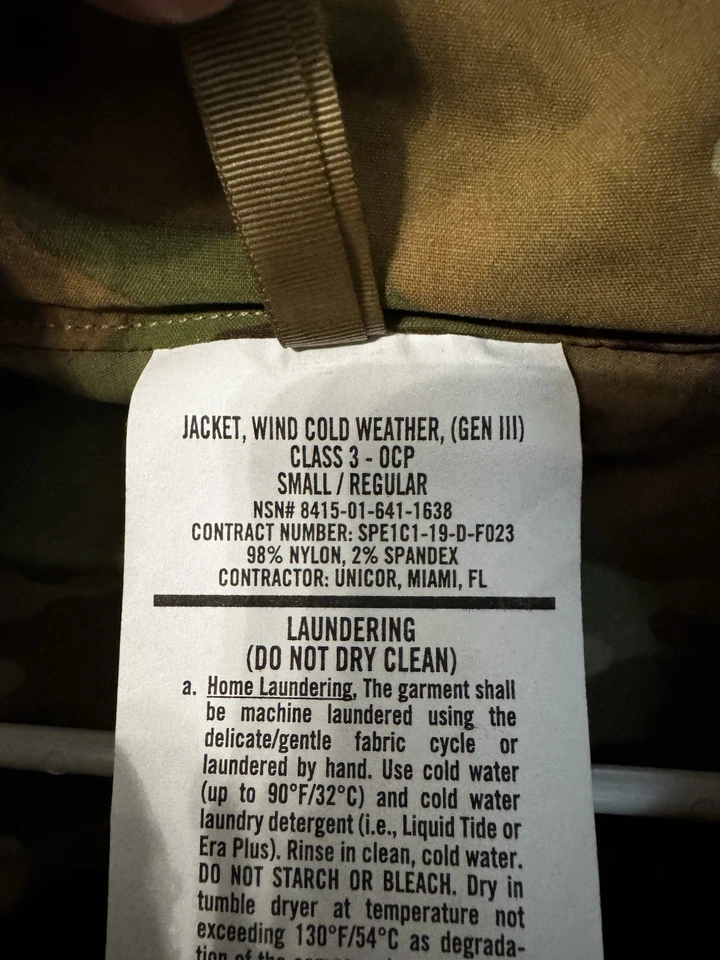 JACKET, WIND COLD WEATHER, (GEN III)
CLASS 3 - OCP
SMALL / REGULAR
NSN# 8415-01-641-1638
CONTRACT NUMBER: SPE1C1-19-D-F023
98% NYLON, 2% SPANDEX
CONTRACTOR: UNICOR, MIAMI, FL
LAUNDERING
(DO NOT DRY CLEAN)
a. Home Laundering, The garment shall
be machine laundered using the
delicate/gentle fabric cycle or
laundered by hand. Use cold water
(up to 90°F/32°C) and cold water
laundry detergent (i.e., Liquid Tide or
Era Plus). Rinse in clean, cold water.
DO NOT STARCH OR BLEACH. Dry in
tumble dryer at temperature not
exceeding 130°F/54°C as degrada-
tion of the